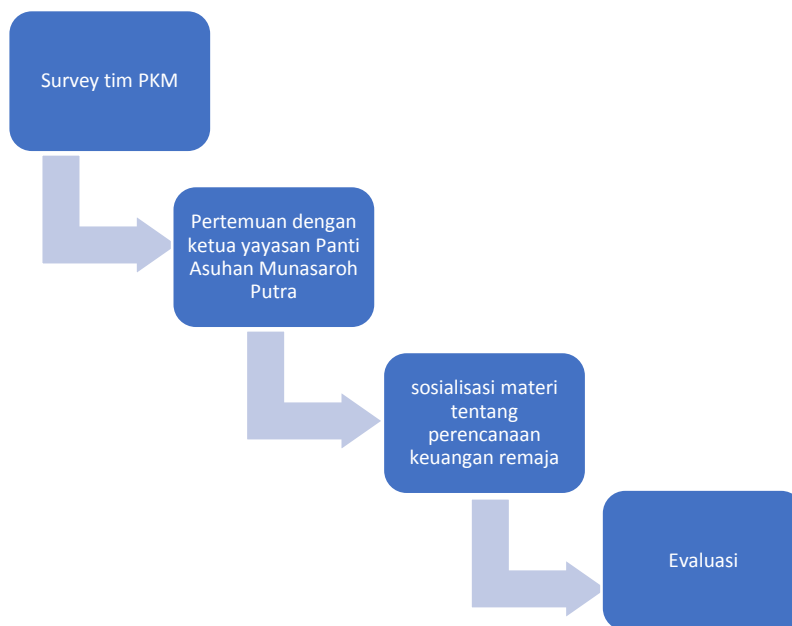 Survey tim PKM
Pertemuan dengan
ketua yayasan Panti
Asuhan Munasaroh
Putra
sosialisasi materi
tentang
perencanaan
keuangan remaja
Evaluasi